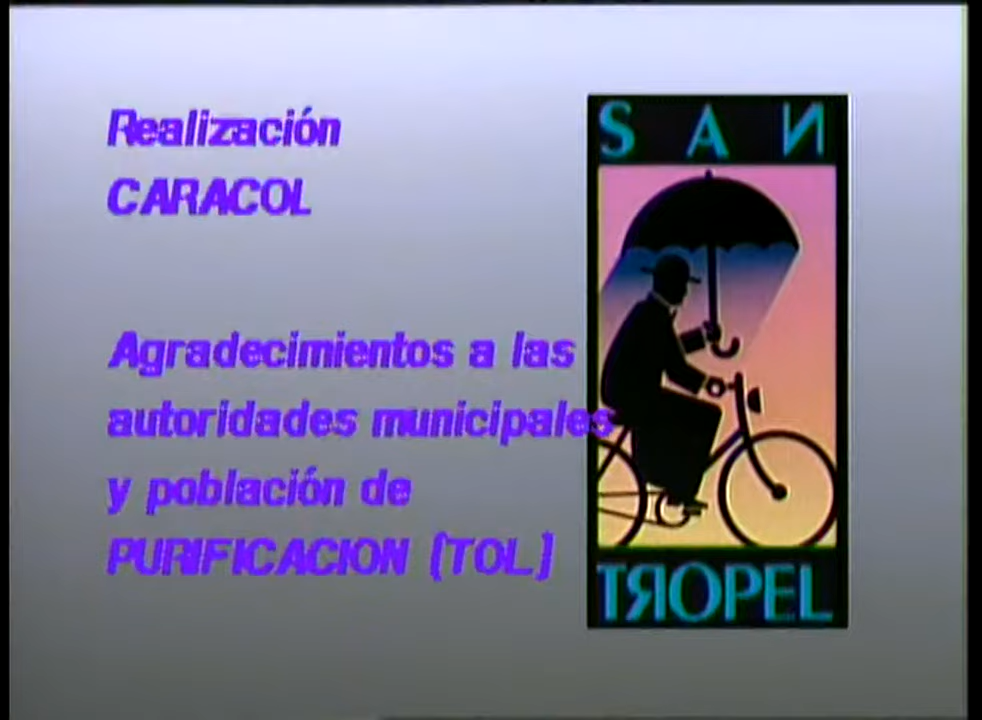 Realización
CARACOL
Agradecimientos a las
autoridades municipales
y población de
PURIFICACION (TOL)
SAN
TROPEL